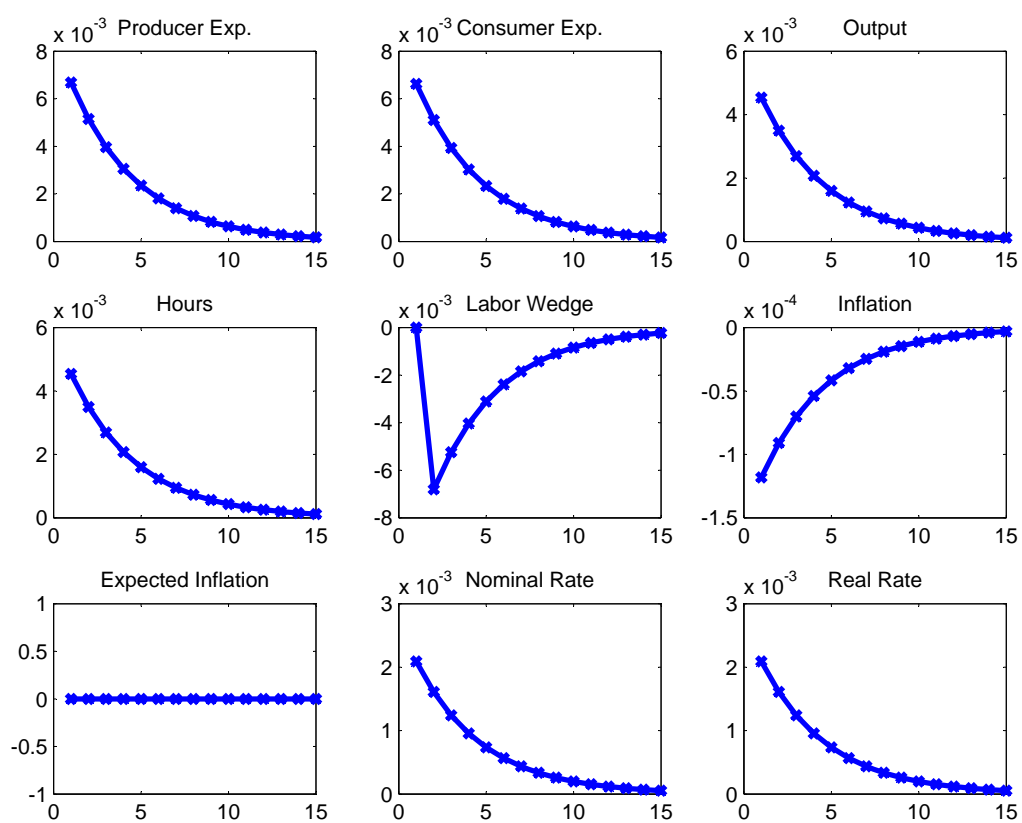 x 10⁻³ Producer Exp.
8
6
4
2
0
0 5 10 15
x 10⁻³ Consumer Exp.
8
6
4
2
0
0 5 10 15
x 10⁻³ Output
6
4
2
0
0 5 10 15
x 10⁻³ Hours
6
4
2
0
0 5 10 15
x 10⁻³ Labor Wedge
0
-2
-4
-6
-8
0 5 10 15
x 10⁻⁴ Inflation
0
-0.5
-1
-1.5
0 5 10 15
Expected Inflation
1
0.5
0
-0.5
-1
0 5 10 15
x 10⁻³ Nominal Rate
3
2
1
0
0 5 10 15
x 10⁻³ Real Rate
3
2
1
0
0 5 10 15